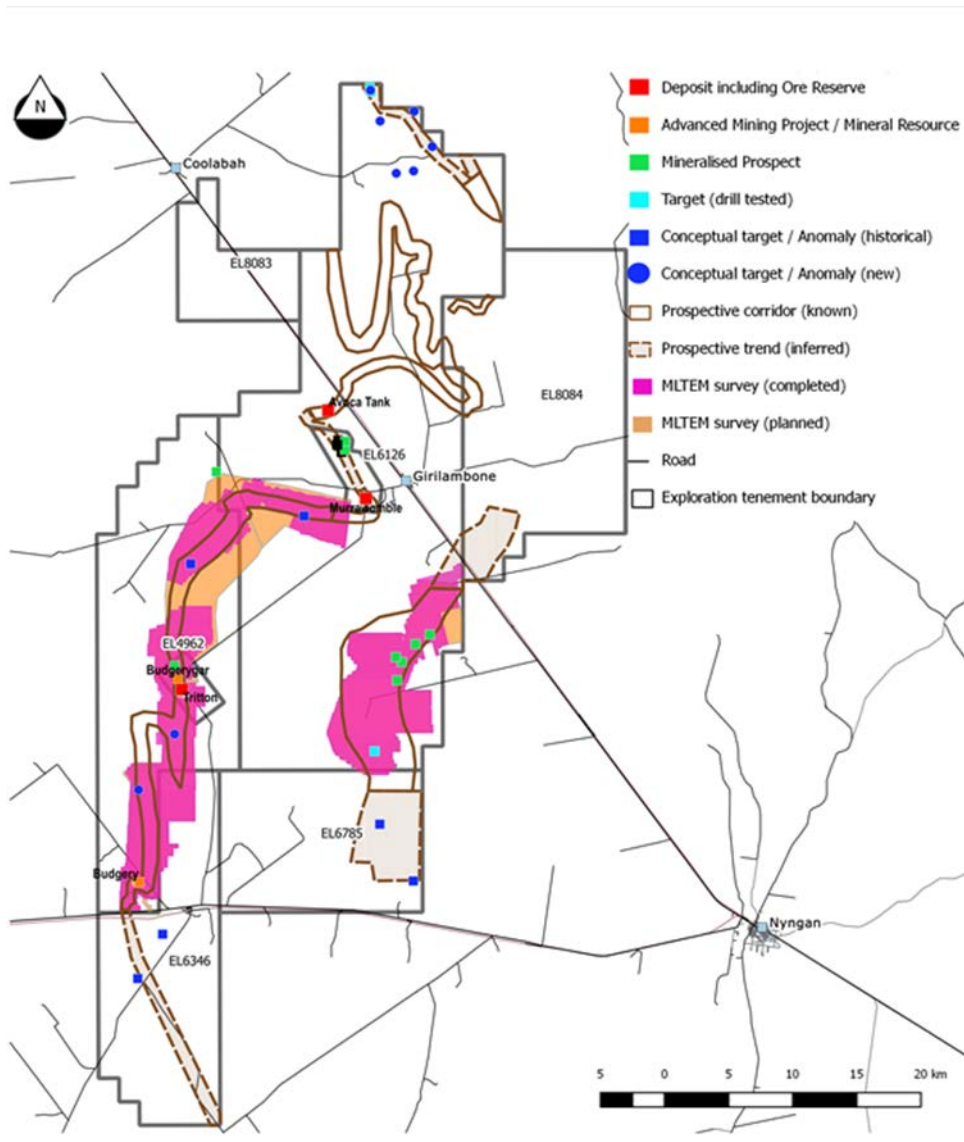 N
Deposit including Ore Reserve
Advanced Mining Project / Mineral Resource
Mineralised Prospect
Target (drill tested)
Conceptual target / Anomaly (historical)
Conceptual target / Anomaly (new)
Prospective corridor (known)
Prospective trend (inferred)
MLTEM survey (completed)
MLTEM survey (planned)
Road
Exploration tenement boundary
Coolabah
EL8083
EL8084
Avoca Tank
EL6126
Girilambone
EL4962
Budgerygar
Tritton
EL6785
Budgery
Nyngan
EL6346
5 0 5 10 15 20 km